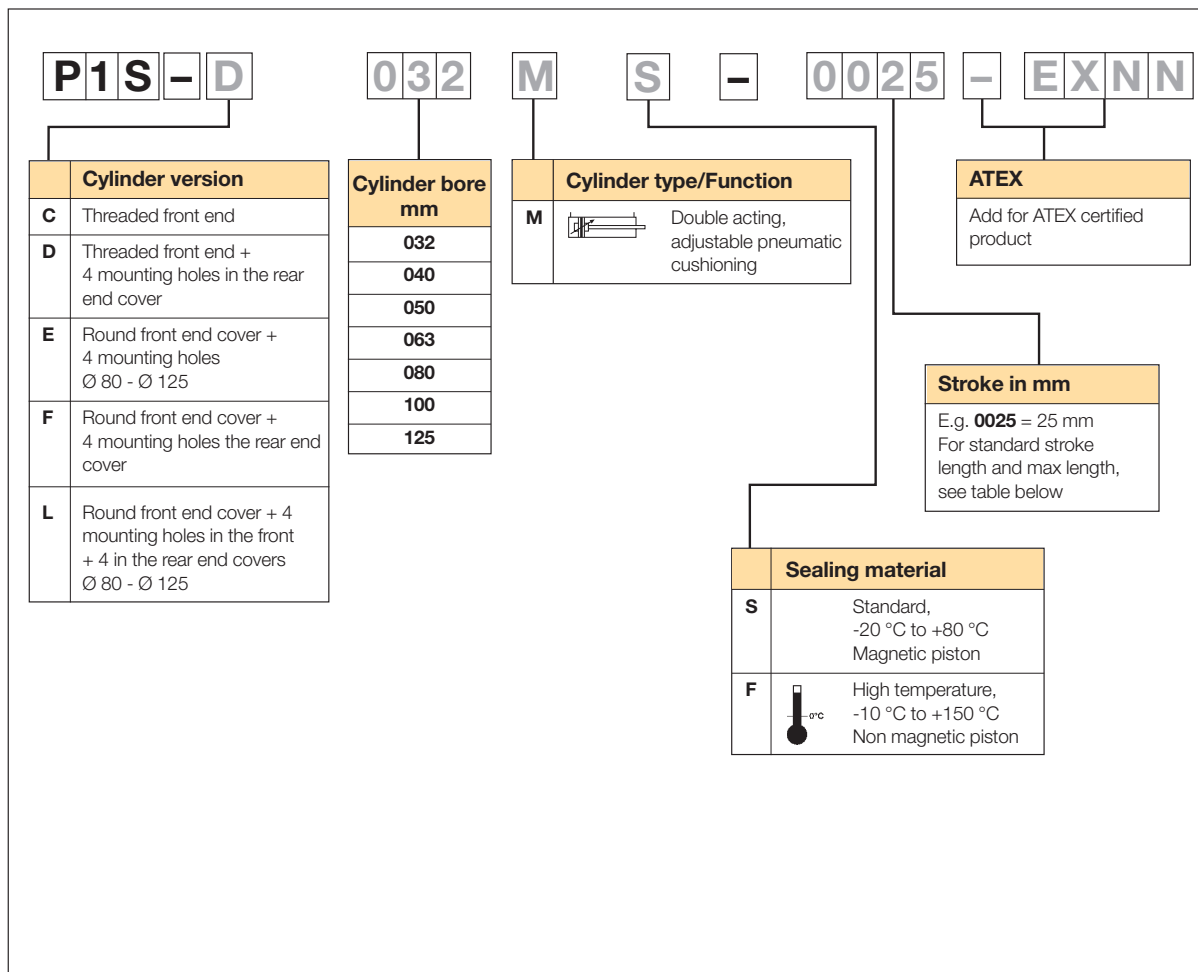 P1S-D 032 M S - 0025 - EXNN
Cylinder version
C Threaded front end
D Threaded front end +
4 mounting holes in the rear
end cover
E Round front end cover +
4 mounting holes
Ø 80 - Ø 125
F Round front end cover +
4 mounting holes the rear end
cover
L Round front end cover + 4
mounting holes in the front
+ 4 in the rear end covers
Ø 80 - Ø 125
Cylinder bore
mm
032
040
050
063
080
100
125
Cylinder type/Function
M Double acting,
adjustable pneumatic
cushioning
ATEX
Add for ATEX certified
product
Stroke in mm
E.g. 0025 = 25 mm
For standard stroke
length and max length,
see table below
Sealing material
S Standard,
-20 °C to +80 °C
Magnetic piston
F High temperature,
0°C -10 °C to +150 °C
Non magnetic piston